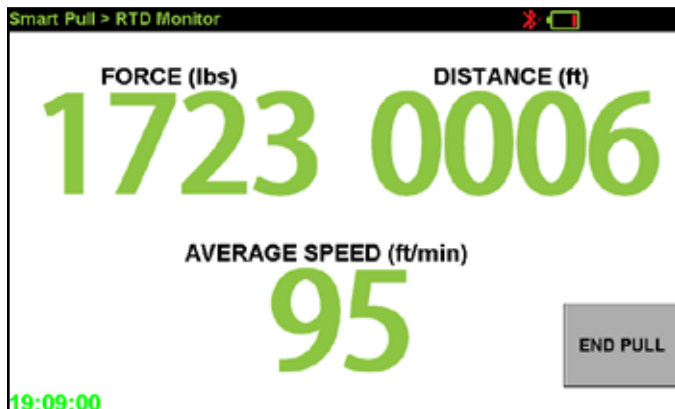 Smart Pull > RTD Monitor
FORCE (lbs) DISTANCE (ft)
1723 0006
AVERAGE SPEED (ft/min)
95
END PULL
19:09:00